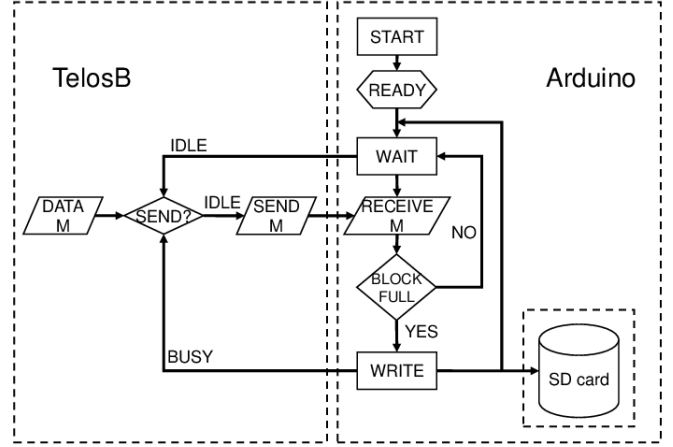 START
TelosB
Arduino
READY
IDLE
WAIT
DATA
M
SEND?
IDLE
SEND
M
RECEIVE
M
NO
BLOCK
FULL
YES
BUSY
WRITE
SD card